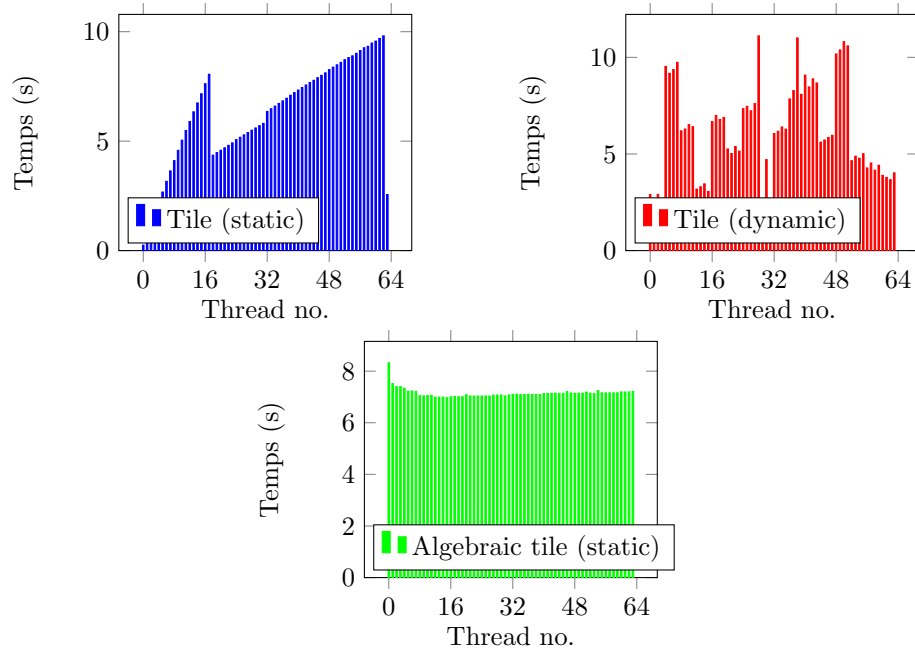 10
5
0
Temps (s)
Tile (static)
0 16 32 48 64
Thread no.
10
5
0
Temps (s)
Tile (dynamic)
0 16 32 48 64
Thread no.
8
6
4
2
0
Temps (s)
Algebraic tile (static)
0 16 32 48 64
Thread no.